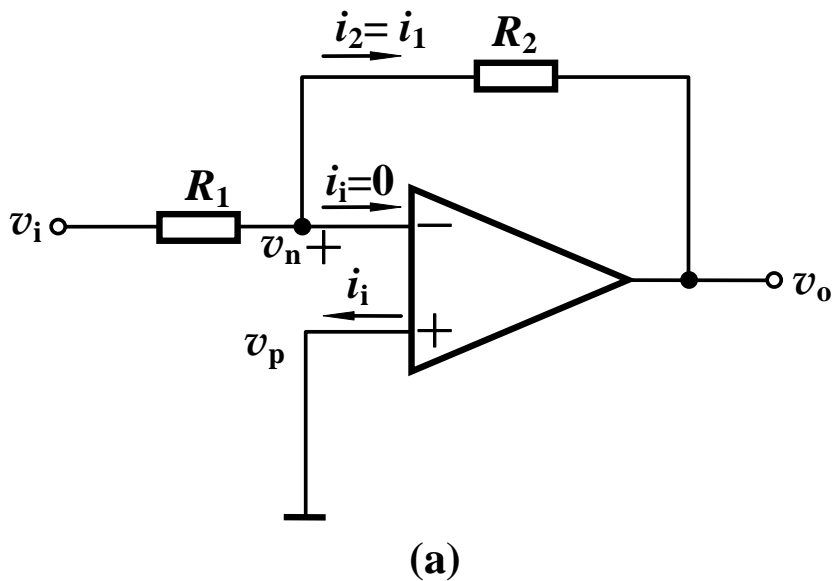 i₂= i₁
R₂
R₁
iᵢ=0
vᵢ
vₙ +
−
iᵢ
vₒ
+
vₚ
(a)